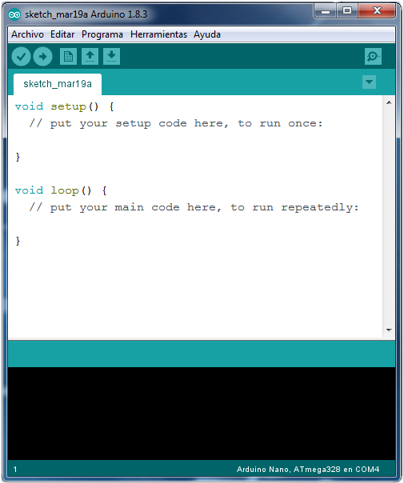 sketch_mar19a Arduino 1.8.3
Archivo Editar Programa Herramientas Ayuda
sketch_mar19a
void setup() {
  // put your setup code here, to run once:
}
void loop() {
  // put your main code here, to run repeatedly:
}
1 Arduino Nano, ATmega328 en COM4